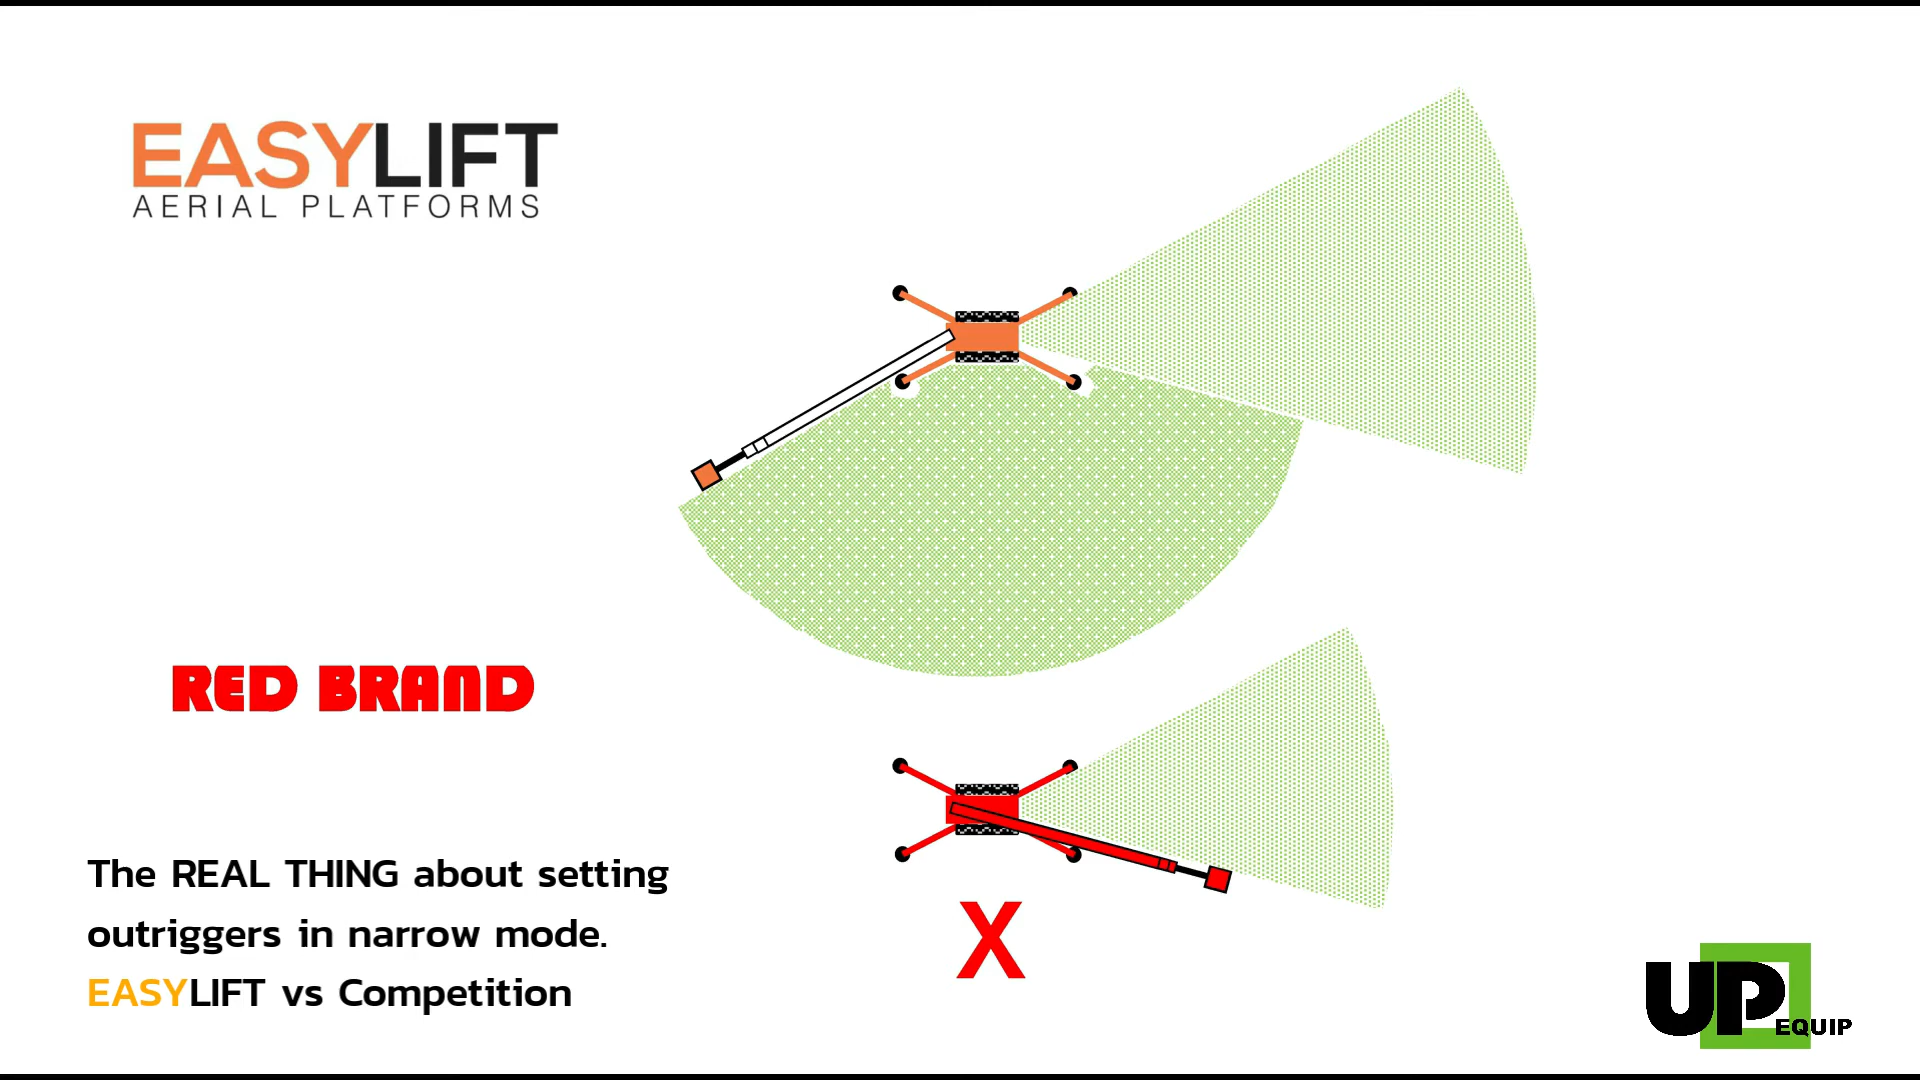 EASYLIFT
AERIAL PLATFORMS
RED BRAND
X
The REAL THING about setting
outriggers in narrow mode.
EASYLIFT vs Competition
UP
EQUIP